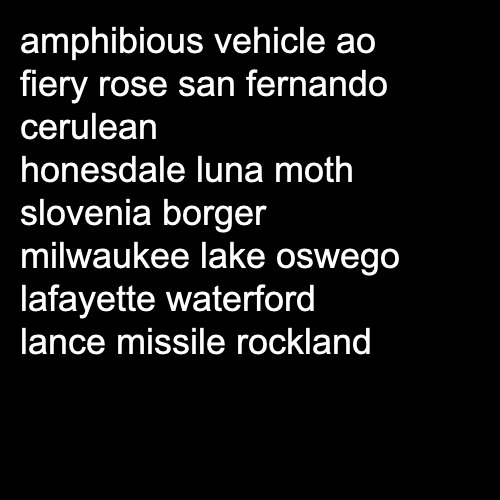 amphibious vehicle ao
fiery rose san fernando
cerulean
honesdale luna moth
slovenia borger
milwaukee lake oswego
lafayette waterford
lance missile rockland